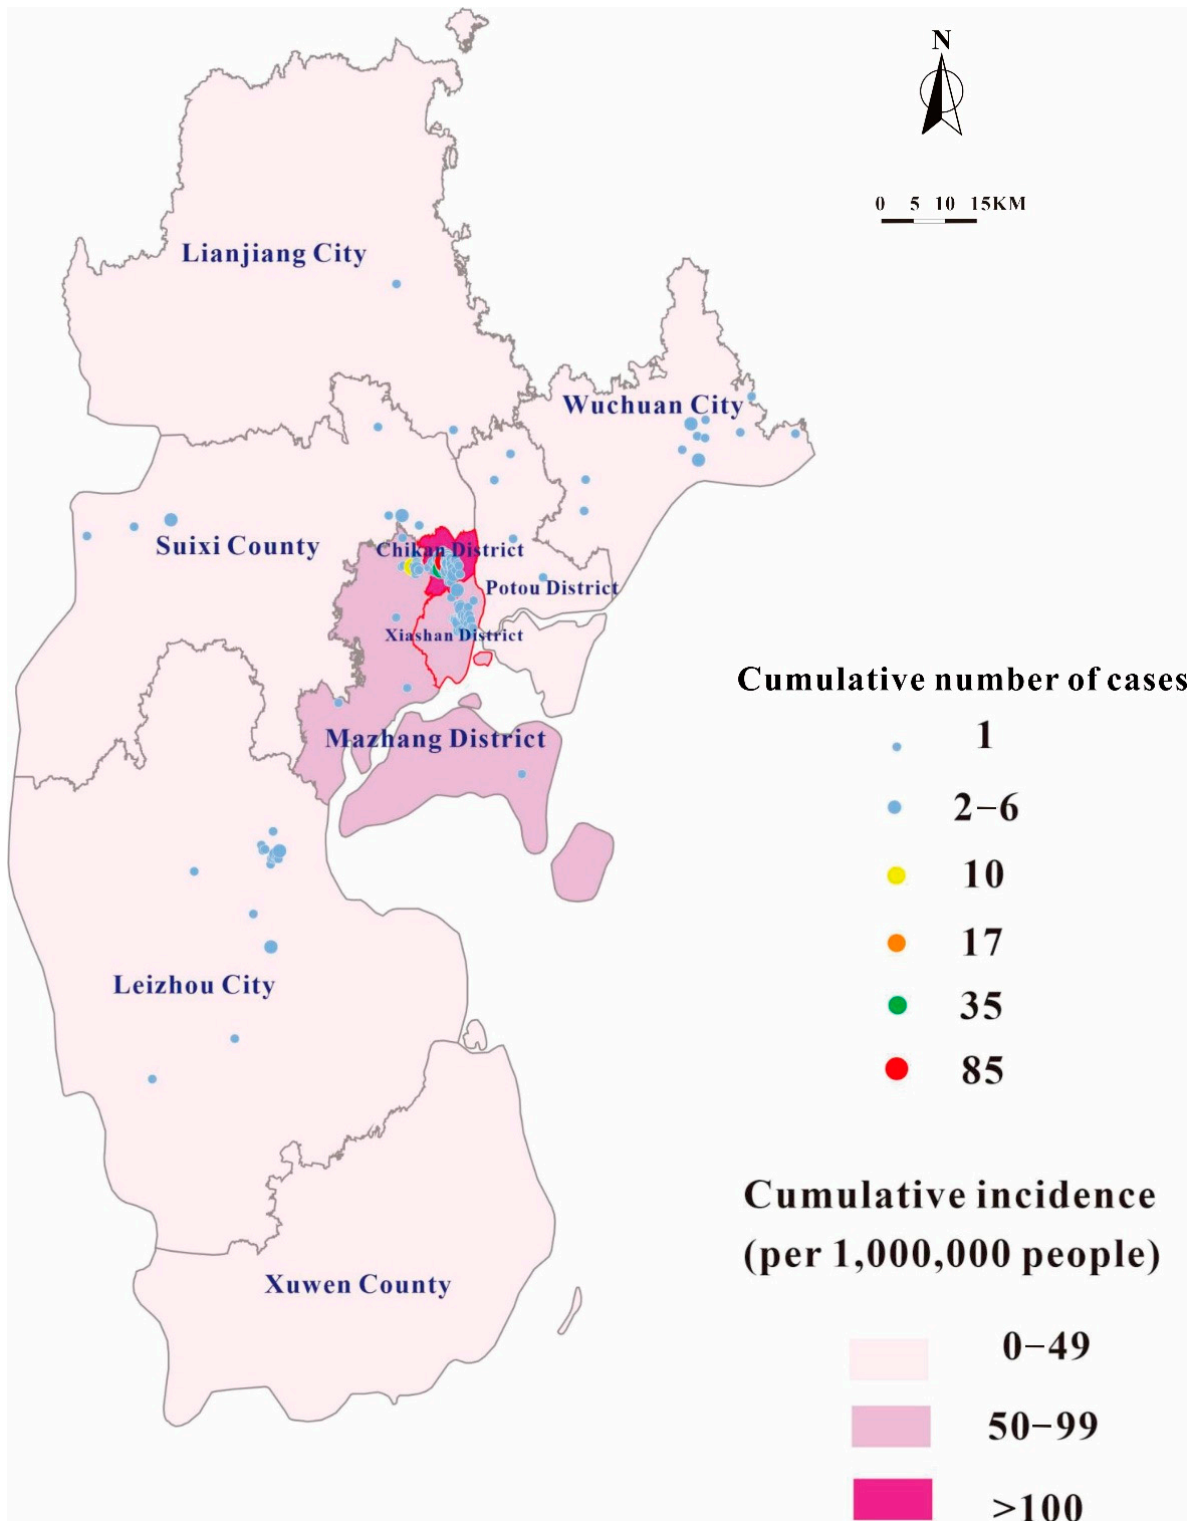 N
0 5 10 15KM
Lianjiang City
Wuchuan City
Suixi County
Chikan District
Potou District
Xiashan District
Mazhang District
Leizhou City
Xuwen County
Cumulative number of cases
1
2−6
10
17
35
85
Cumulative incidence
(per 1,000,000 people)
0−49
50−99
>100